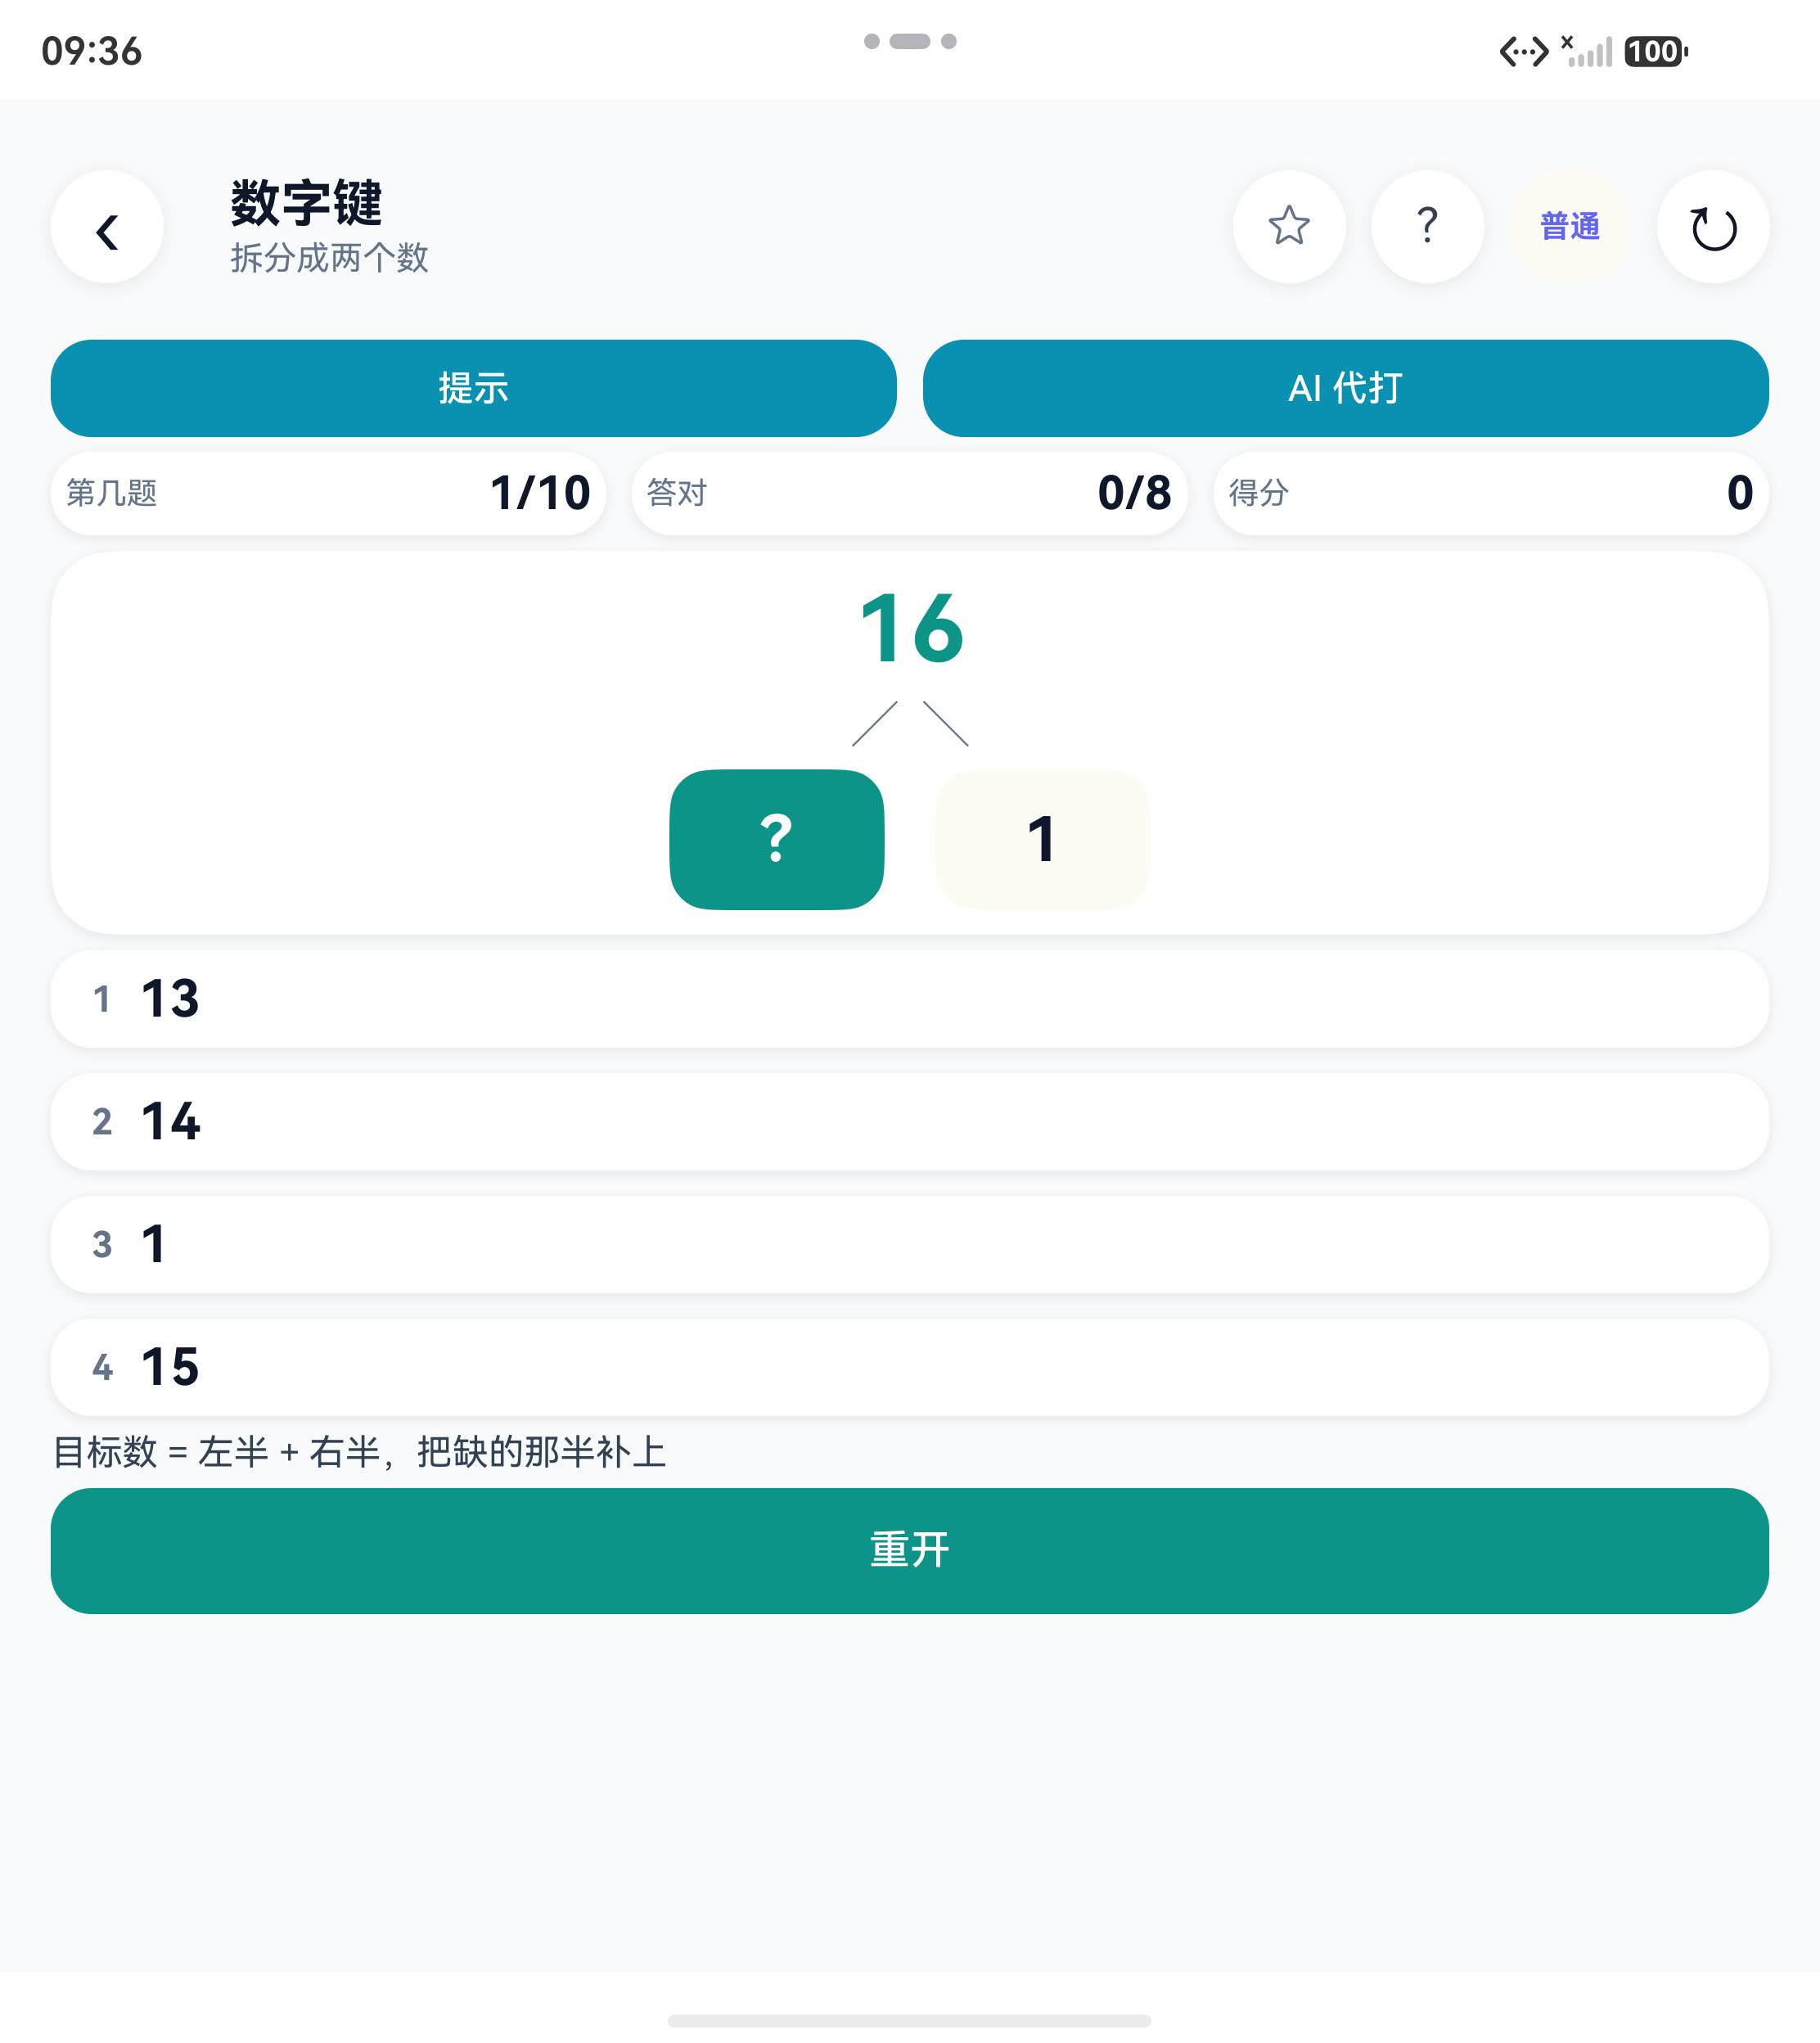 09:36
100
数字键
拆分成两个数
?
普通
提示
AI 代打
第几题 1/10
答对 0/8
得分 0
16
? 1
1 13
2 14
3 1
4 15
目标数 = 左半 + 右半，把缺的那半补上
重开